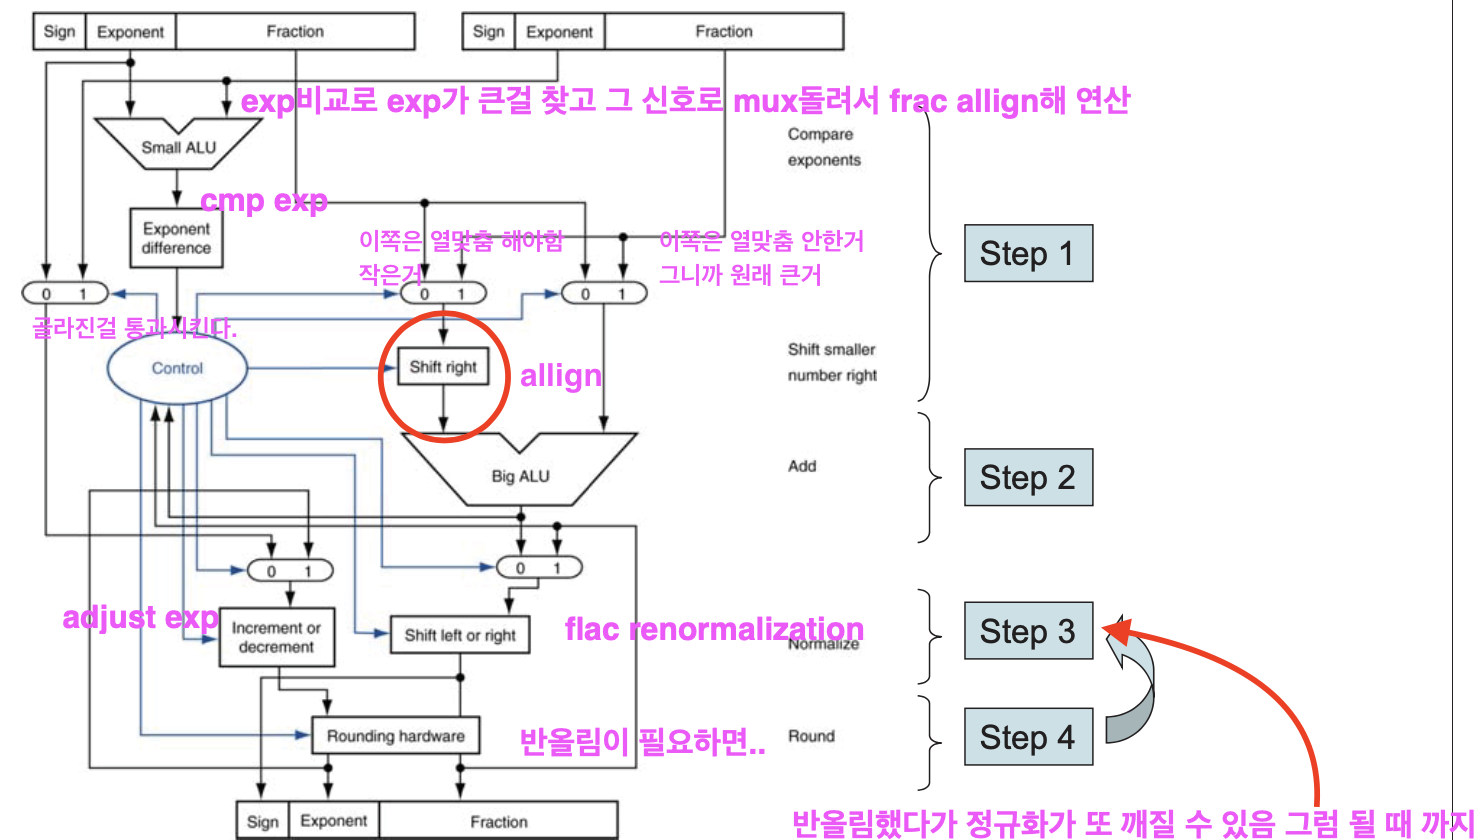 Sign Exponent Fraction
Sign Exponent Fraction
exp비교로 exp가 큰걸 찾고 그 신호로 mux돌려서 frac allign해 연산
Compare
exponents
Small ALU
cmp exp
Exponent
difference
이쪽은 열맞춤 해야함
작은거
이쪽은 열맞춤 안한거
그니까 원래 큰거
Step 1
0 1
0 1
0 1
골라진걸 통과시킨다.
Control
Shift right
allign
Shift smaller
number right
Big ALU
Add
Step 2
0 1
0 1
adjust exp
Increment or
decrement
Shift left or right
flac renormalization
Normalize
Step 3
Rounding hardware
반올림이 필요하면..
Round
Step 4
Sign Exponent Fraction
반올림했다가 정규화가 또 깨질 수 있음 그럼 될 때 까지